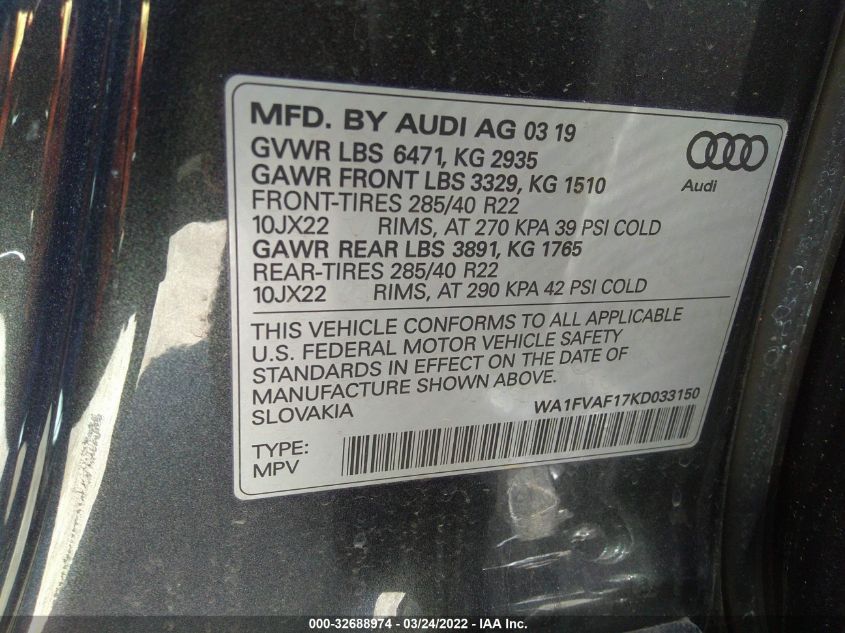 MFD. BY AUDI AG 03 19
GVWR LBS 6471, KG 2935
GAWR FRONT LBS 3329, KG 1510
FRONT-TIRES 285/40 R22
10JX22 RIMS, AT 270 KPA 39 PSI COLD
GAWR REAR LBS 3891, KG 1765
REAR-TIRES 285/40 R22
10JX22 RIMS, AT 290 KPA 42 PSI COLD
Audi
THIS VEHICLE CONFORMS TO ALL APPLICABLE
U.S. FEDERAL MOTOR VEHICLE SAFETY
STANDARDS IN EFFECT ON THE DATE OF
MANUFACTURE SHOWN ABOVE.
SLOVAKIA WA1FVAF17KD033150
TYPE:
MPV
000-32688974 - 03/24/2022 - IAA Inc.